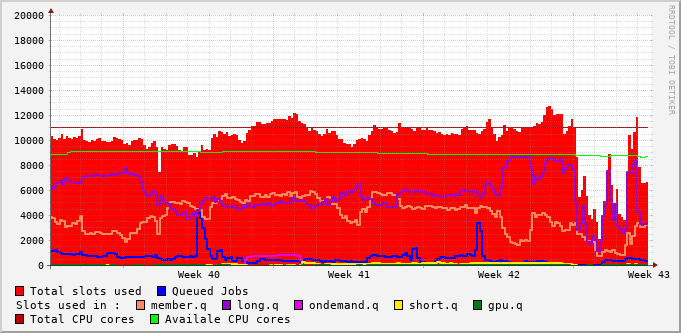 RRDTOOL / TOBI OETIKER
20000
18000
16000
14000
12000
10000
8000
6000
4000
2000
0
Week 40 Week 41 Week 42 Week 43
Total slots used Queued Jobs
Slots used in : member.q long.q ondemand.q short.q gpu.q
Total CPU cores Availale CPU cores